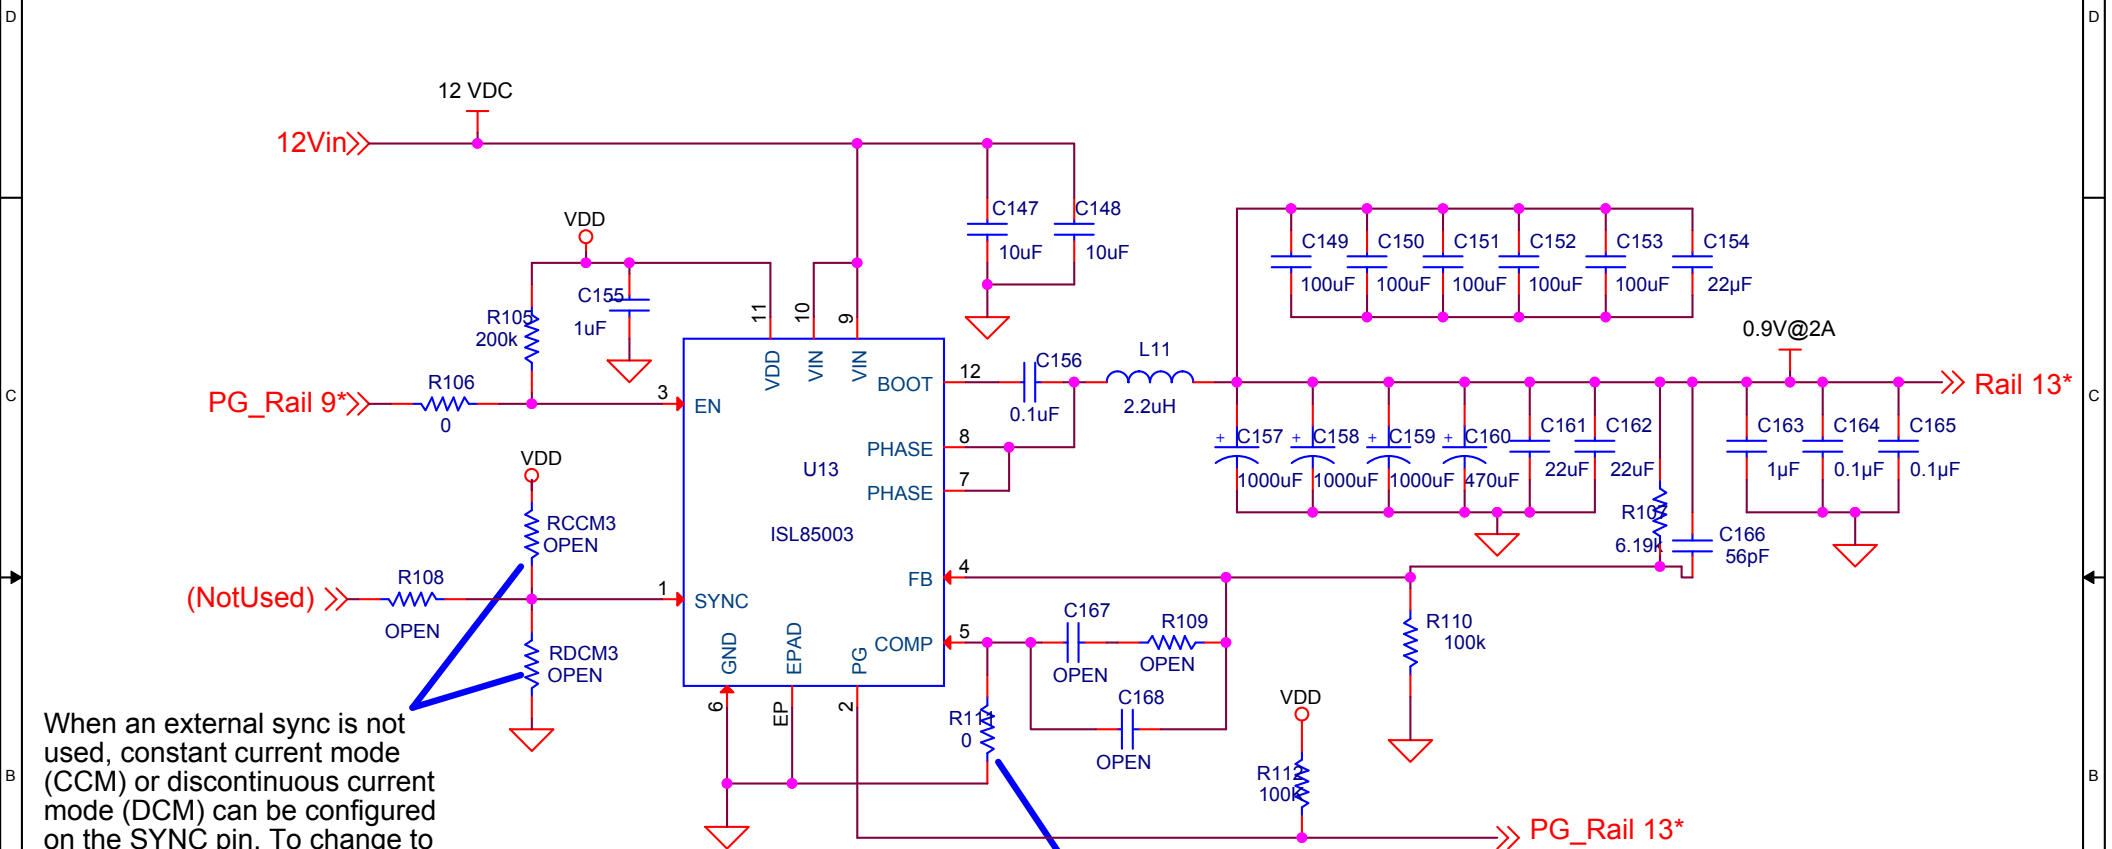 D
D
12 VDC
12Vin
C147
10uF
C148
10uF
VDD
C155
1uF
R105
200k
C149
100uF
C150
100uF
C151
100uF
C152
100uF
C153
100uF
C154
22µF
11
10
9
VDD
VIN
VIN
0.9V@2A
C
C
PG_Rail 9*
R106
0
3
EN
BOOT
12
C156
0.1uF
L11
2.2uH
Rail 13*
PHASE
8
PHASE
7
U13
ISL85003
+
C157
1000uF
+
C158
1000uF
+
C159
1000uF
+
C160
470uF
C161
22uF
C162
22uF
C163
1µF
C164
0.1µF
C165
0.1µF
R107
6.19k
C166
56pF
VDD
RCCM3
OPEN
(NotUsed)
R108
OPEN
1
SYNC
FB
4
RDCM3
OPEN
GND
EPAD
PG
COMP
5
C167
OPEN
R109
OPEN
R110
100k
C168
OPEN
6
EP
2
R111
0
VDD
R112
100K
PG_Rail 13*
B
B
When an external sync is not
used, constant current mode
(CCM) or discontinuous current
mode (DCM) can be configured
on the SYNC pin. To change to